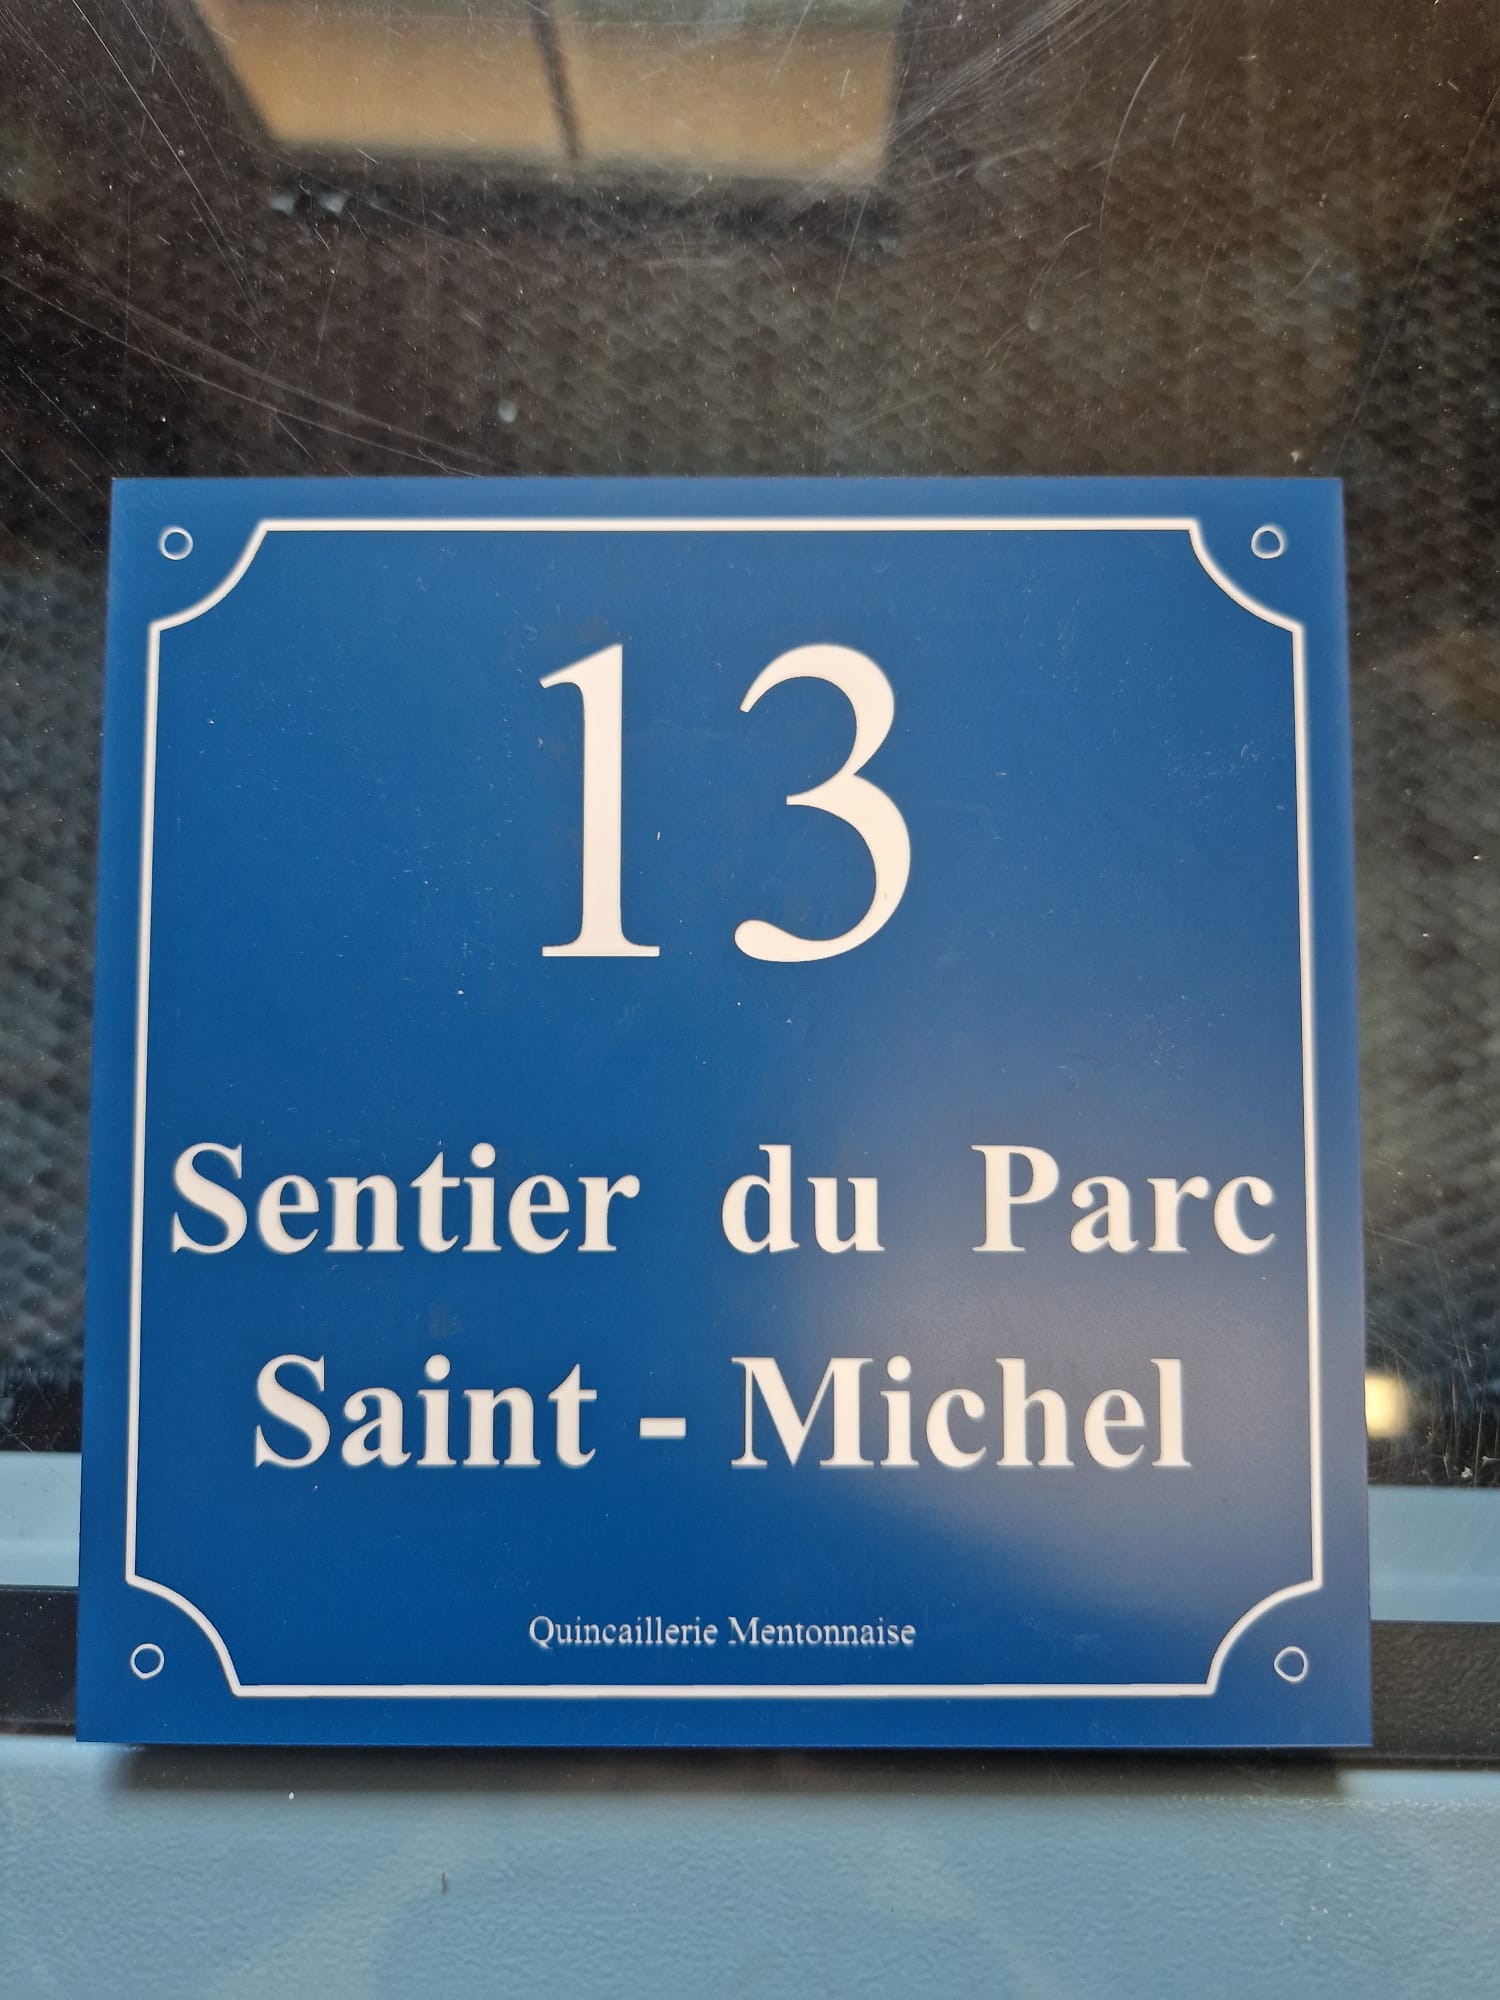 13
Sentier du Parc
Saint - Michel
Quincaillerie Mentonnaise